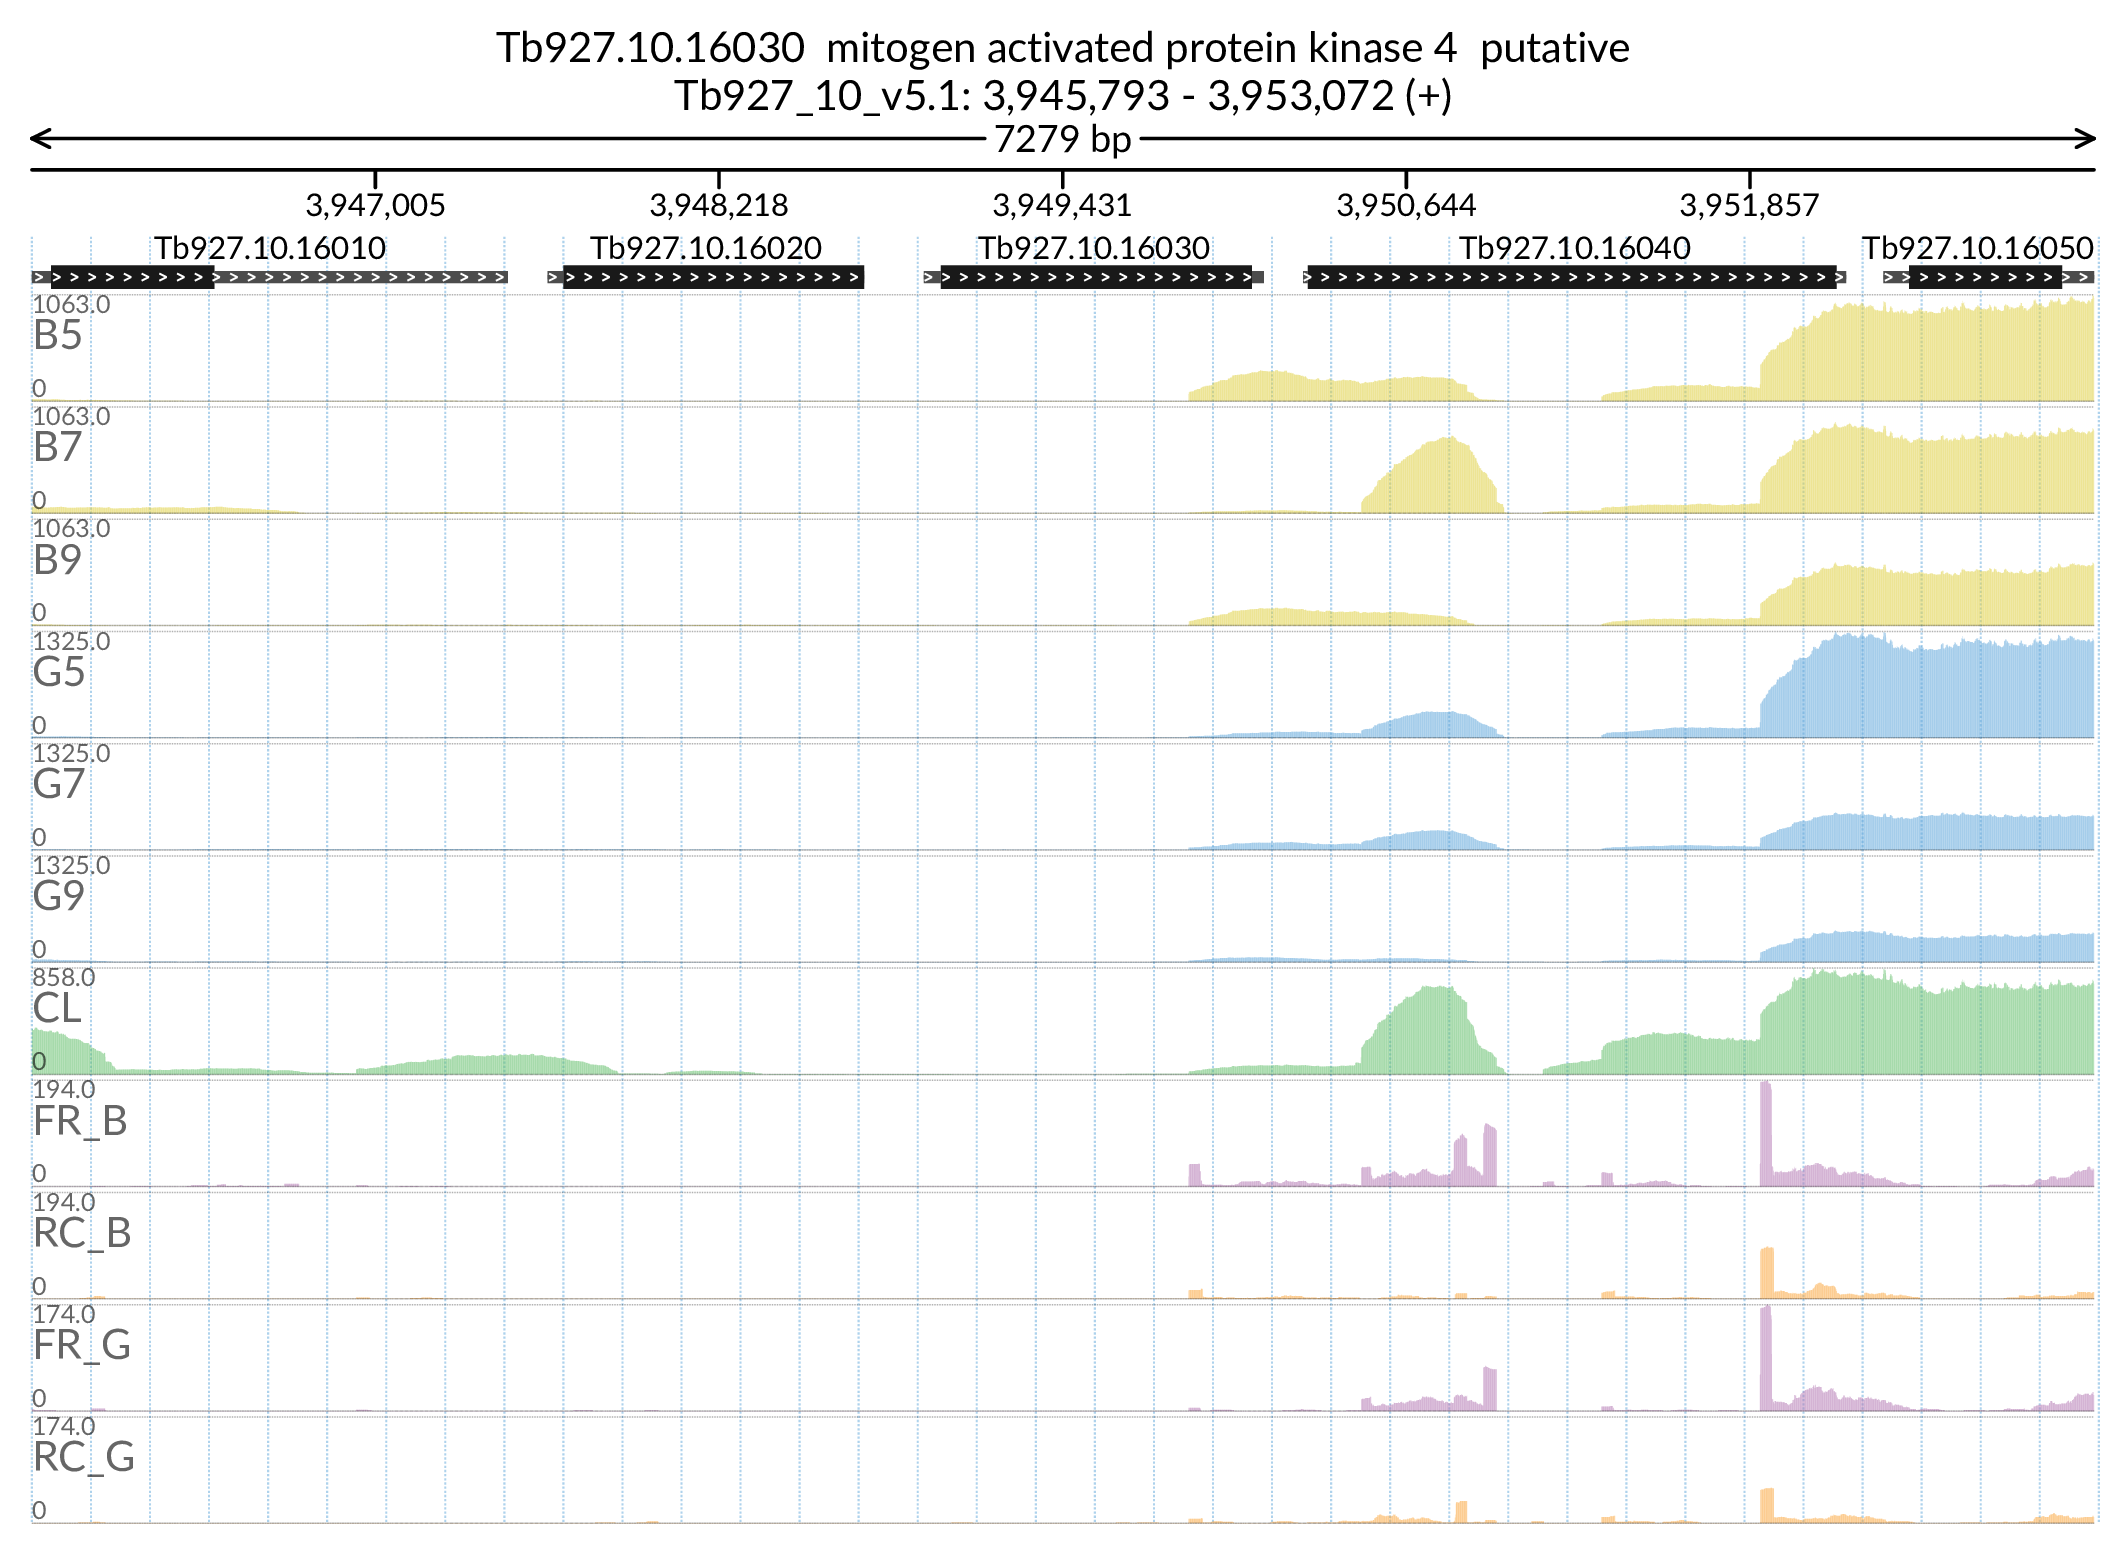 Tb927.10.16030  mitogen activated protein kinase 4  putative
Tb927_10_v5.1: 3,945,793 - 3,953,072 (+)
7279 bp
3,947,005 3,948,218 3,949,431 3,950,644 3,951,857
Tb927.10.16010 Tb927.10.16020 Tb927.10.16030 Tb927.10.16040 Tb927.10.16050
1063.0
B5
0
1063.0
B7
0
1063.0
B9
0
1325.0
G5
0
1325.0
G7
0
1325.0
G9
0
858.0
CL
0
194.0
FR_B
0
194.0
RC_B
0
174.0
FR_G
0
174.0
RC_G
0